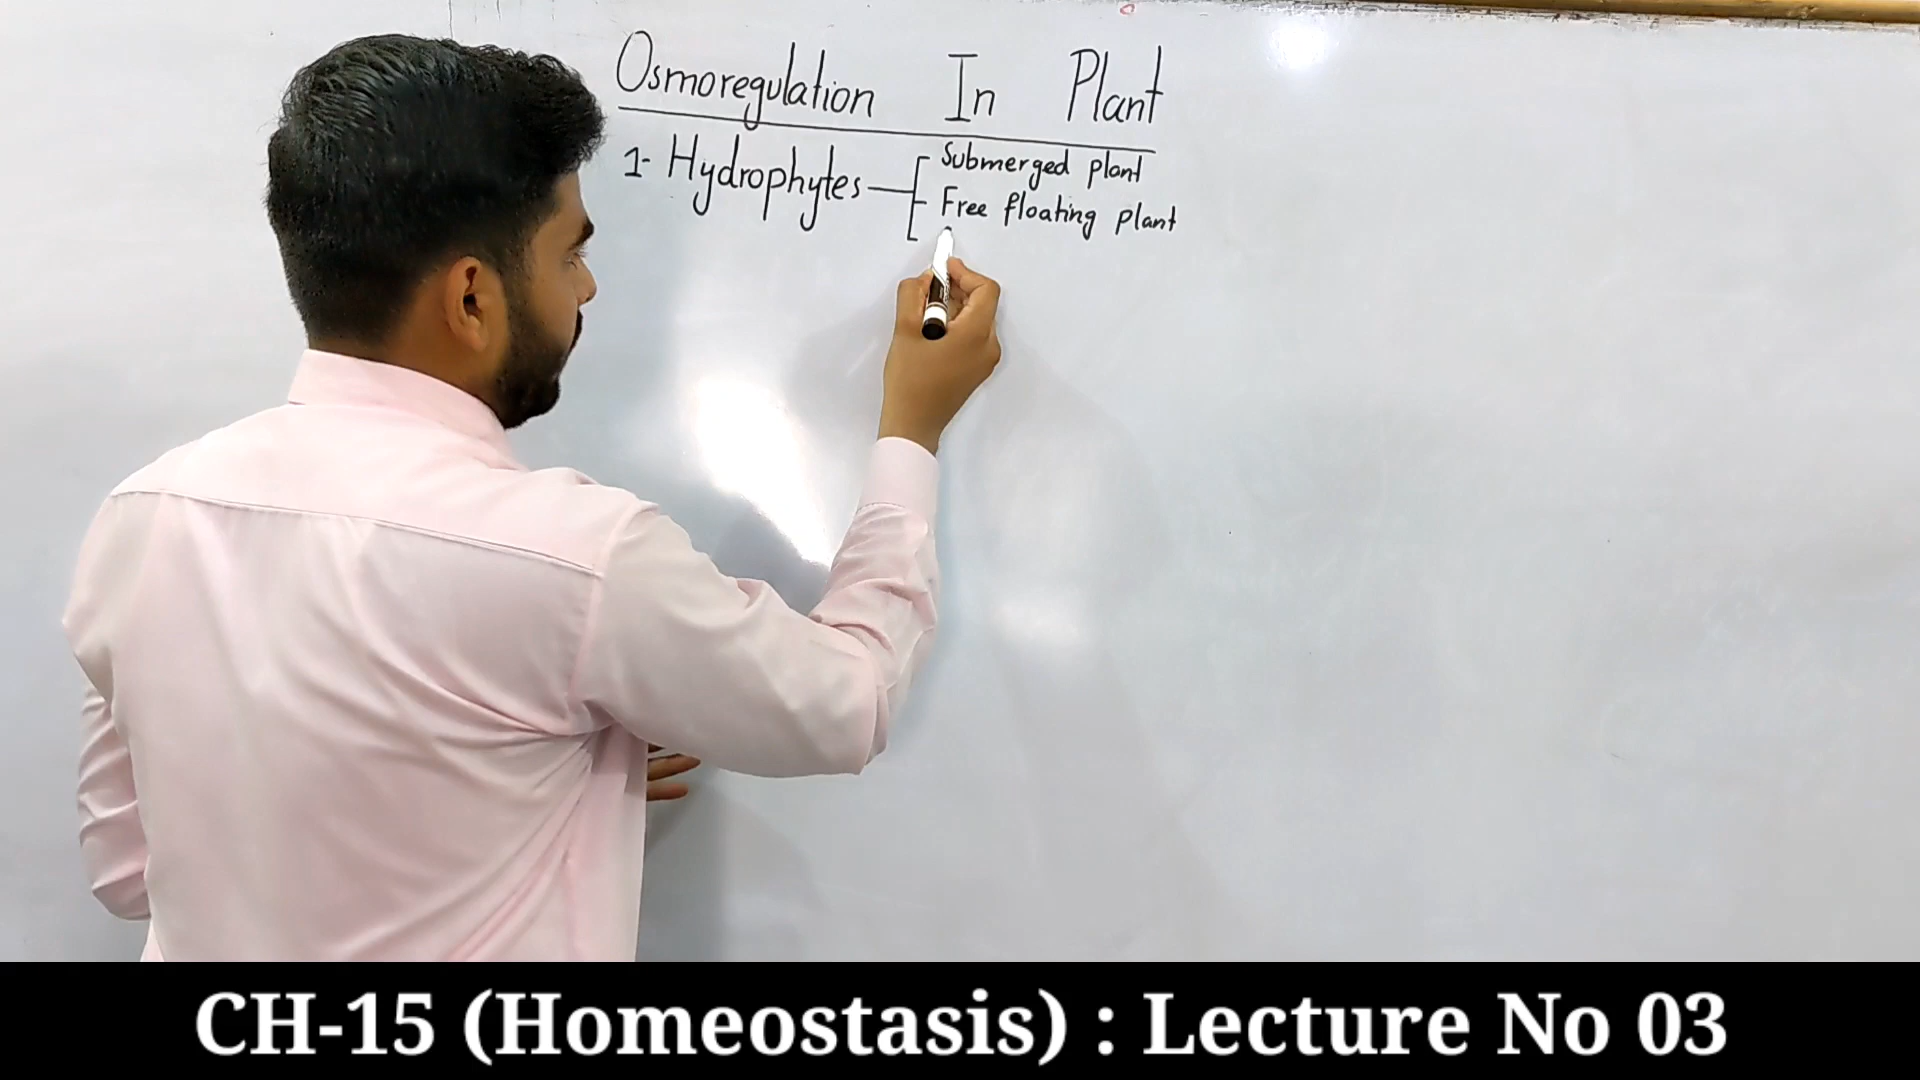 Osmoregulation In Plant
1- Hydrophytes
Submerged plant
Free floating plant
CH-15 (Homeostasis) : Lecture No 03